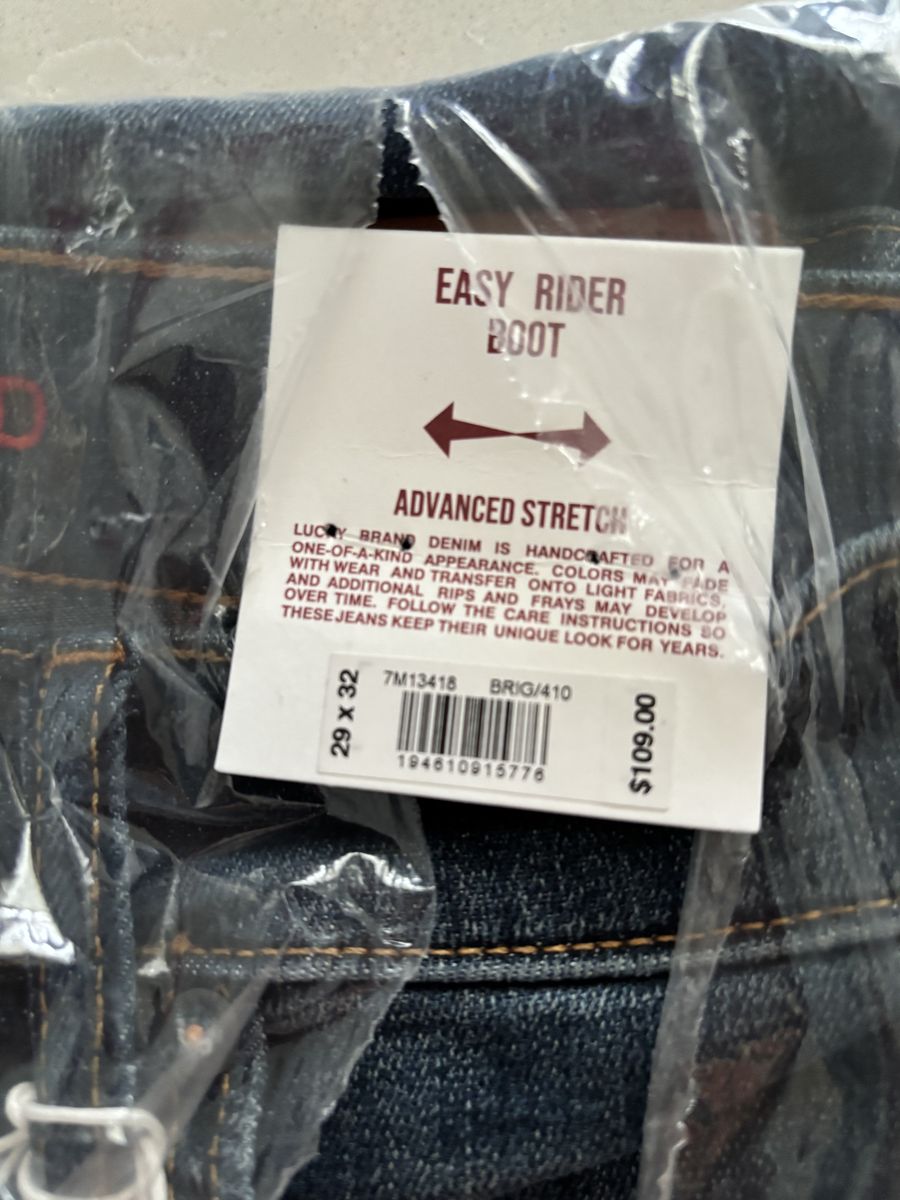 EASY RIDER
BOOT
ADVANCED STRETCH
LUCKY BRAND DENIM IS HANDCRAFTED FOR A
ONE-OF-A-KIND APPEARANCE. COLORS MAY FADE
WITH WEAR AND TRANSFER ONTO LIGHT FABRICS,
AND ADDITIONAL RIPS AND FRAYS MAY DEVELOP
OVER TIME. FOLLOW THE CARE INSTRUCTIONS SO
THESE JEANS KEEP THEIR UNIQUE LOOK FOR YEARS.
29 x 32
7M13418 BRIG/410
194610915776
$109.00
D